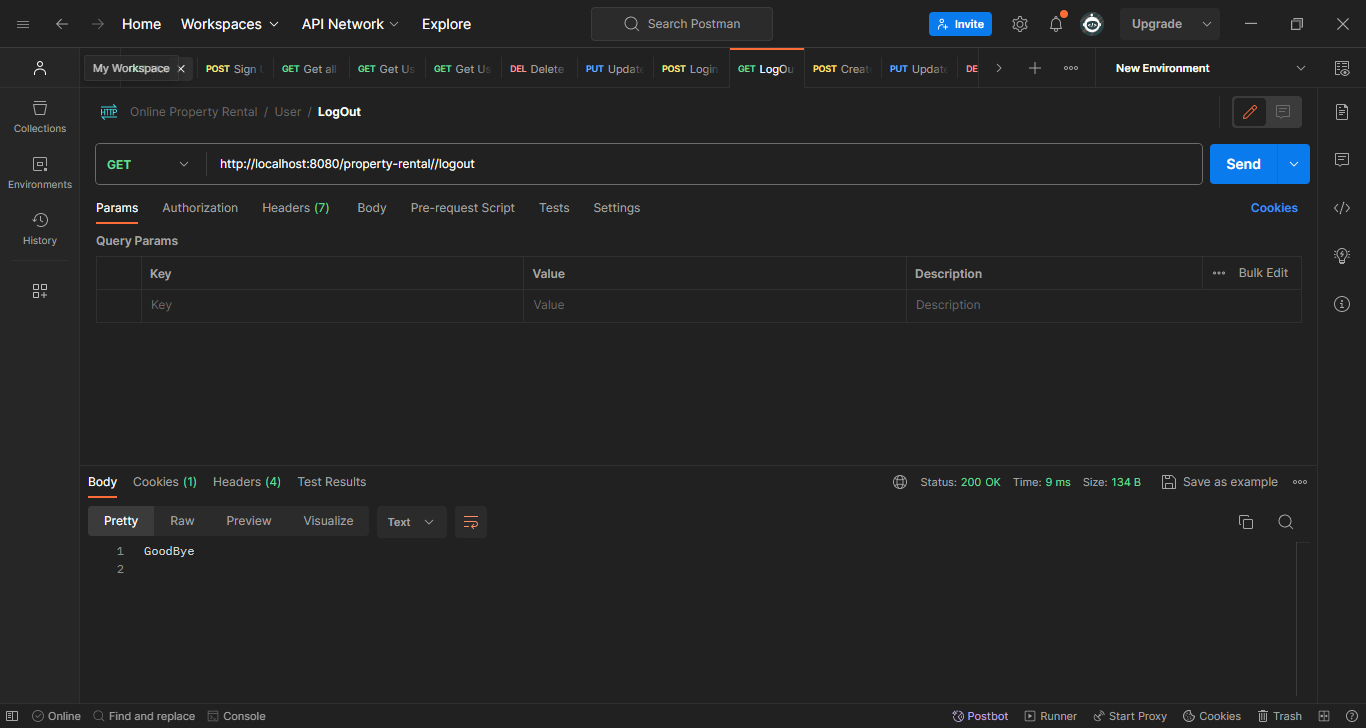 Home Workspaces API Network Explore Search Postman Invite Upgrade
My Workspace POST Sign GET Get all GET Get Us GET Get Us DEL Delete PUT Update POST Login GET LogOu POST Creat PUT Update DE New Environment
HTTP Online Property Rental / User / LogOut
GET http://localhost:8080/property-rental//logout Send
Params Authorization Headers (7) Body Pre-request Script Tests Settings Cookies
Query Params
Key Value Description Bulk Edit
Key Value Description
Collections
Environments
History
Body Cookies (1) Headers (4) Test Results Status: 200 OK Time: 9 ms Size: 134 B Save as example
Pretty Raw Preview Visualize Text
1 GoodBye
2
Online Find and replace Console Postbot Runner Start Proxy Cookies Trash